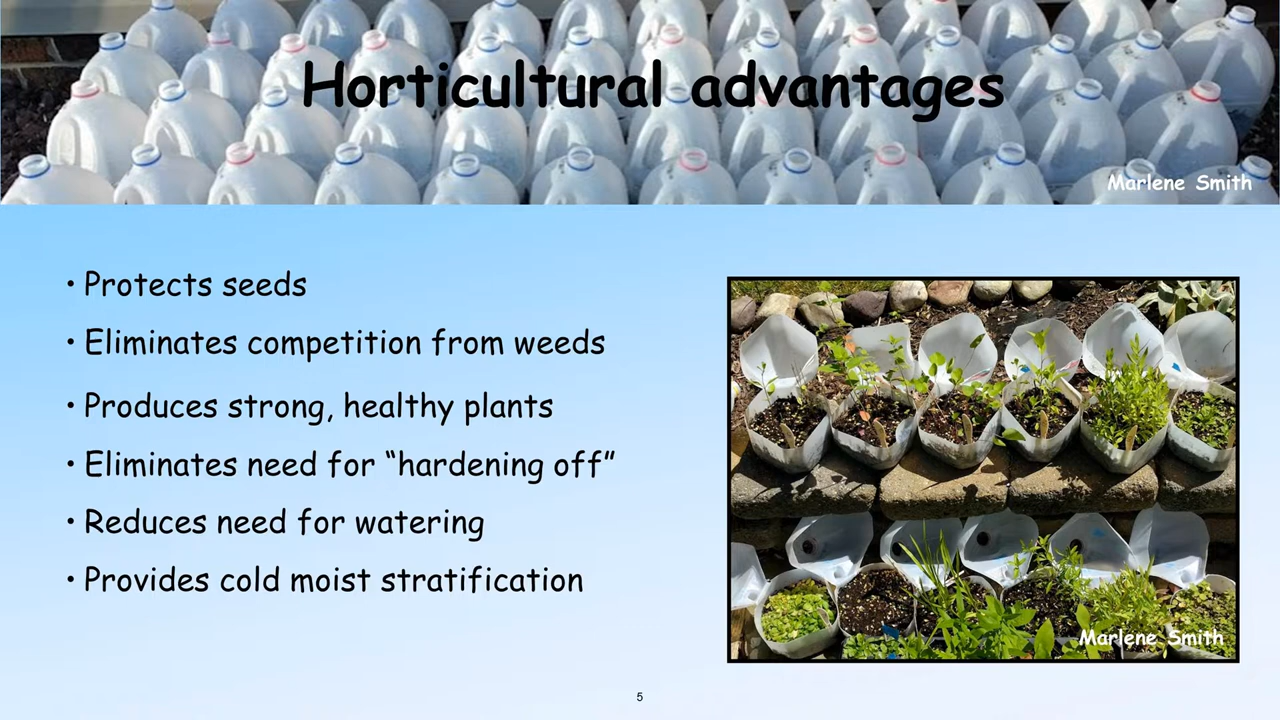 Horticultural advantages
Marlene Smith
• Protects seeds
• Eliminates competition from weeds
• Produces strong, healthy plants
• Eliminates need for “hardening off”
• Reduces need for watering
• Provides cold moist stratification
Marlene Smith
5